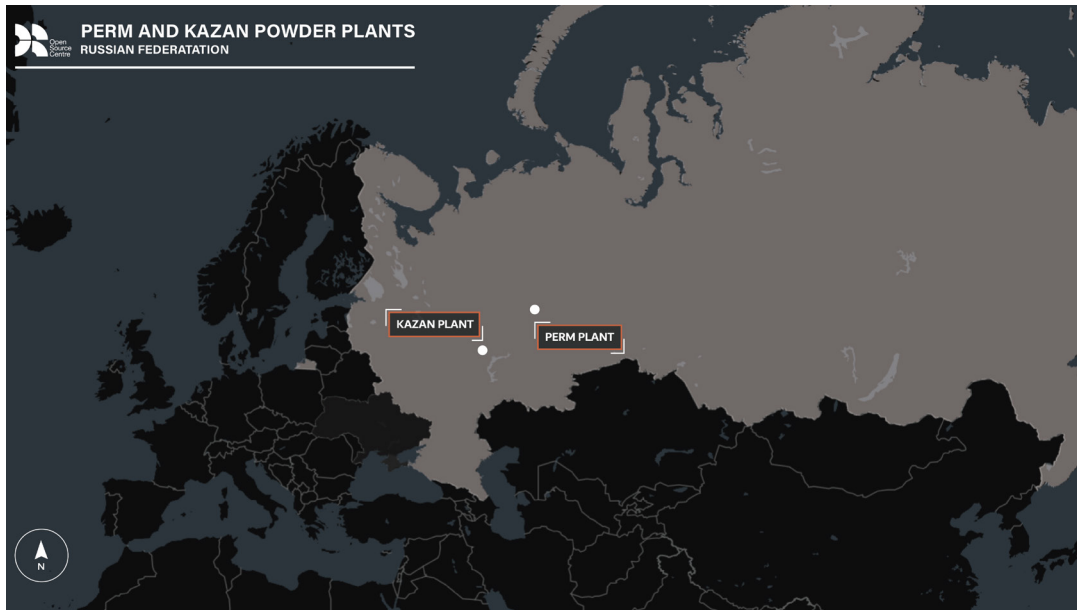 Open
Source
Centre
PERM AND KAZAN POWDER PLANTS
RUSSIAN FEDERATATION
KAZAN PLANT
PERM PLANT
N